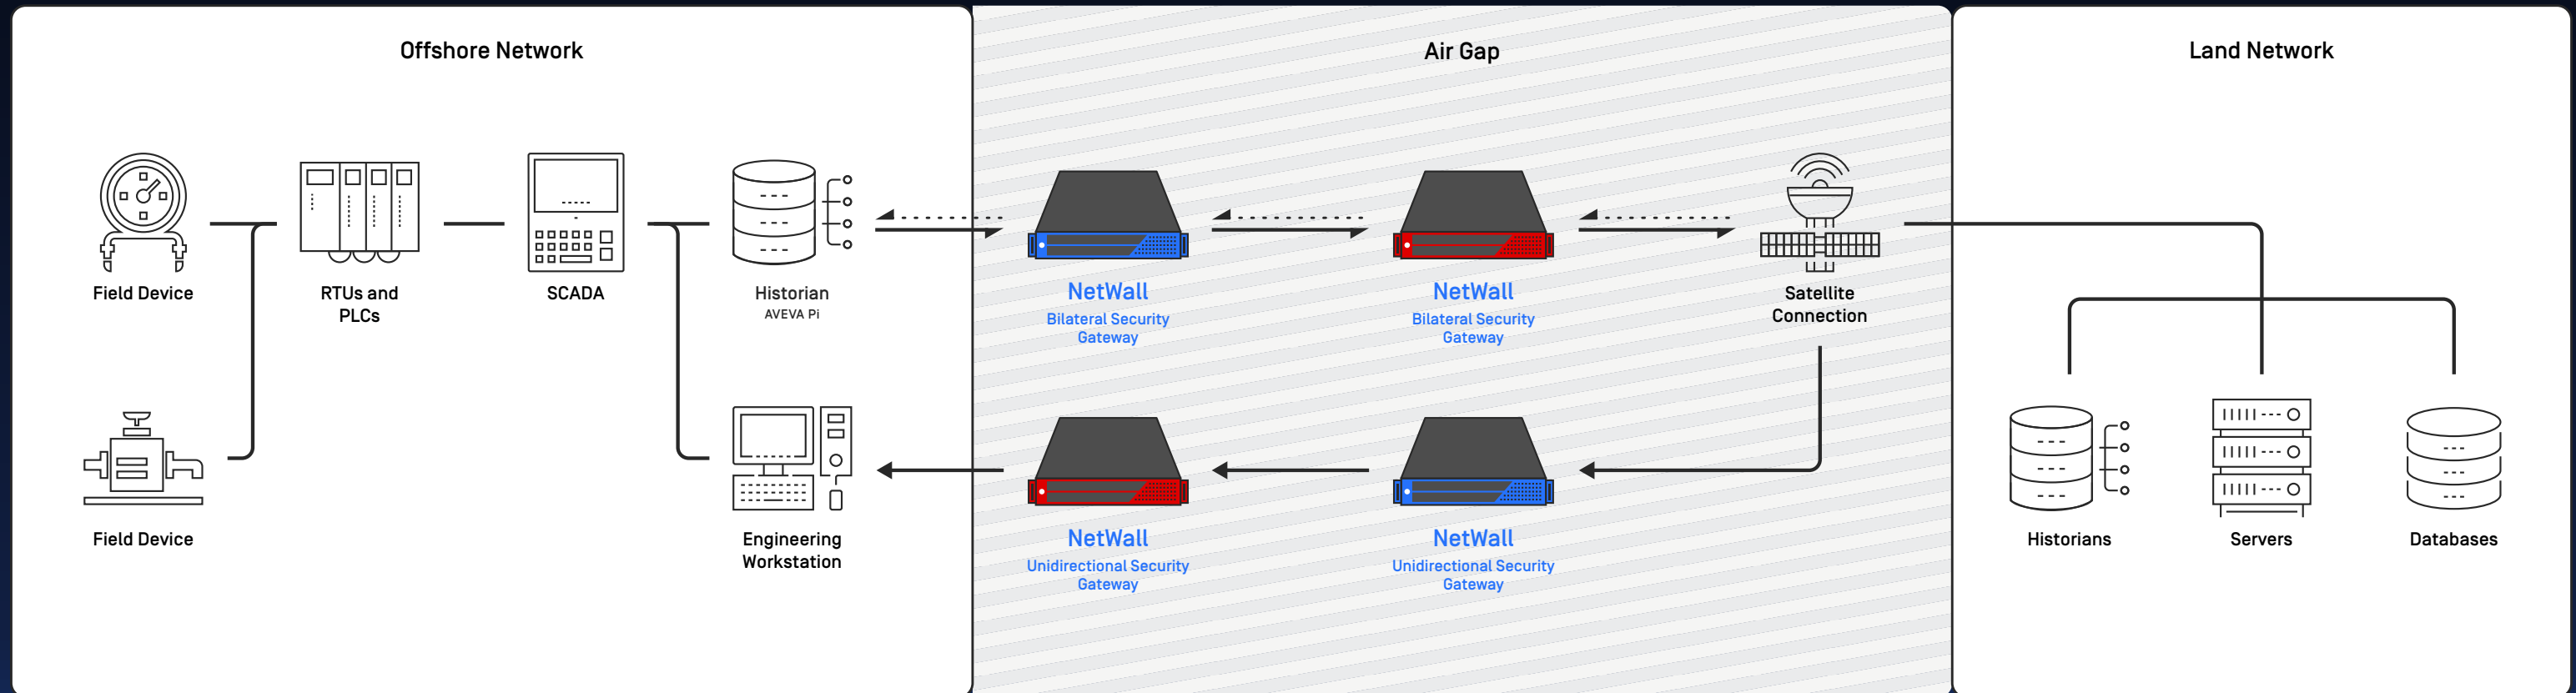 Offshore Network
Air Gap
Land Network
Field Device
RTUs and
PLCs
SCADA
Historian
AVEVA Pi
NetWall
Bilateral Security
Gateway
NetWall
Bilateral Security
Gateway
Satellite
Connection
Field Device
Engineering
Workstation
NetWall
Unidirectional Security
Gateway
NetWall
Unidirectional Security
Gateway
Historians
Servers
Databases